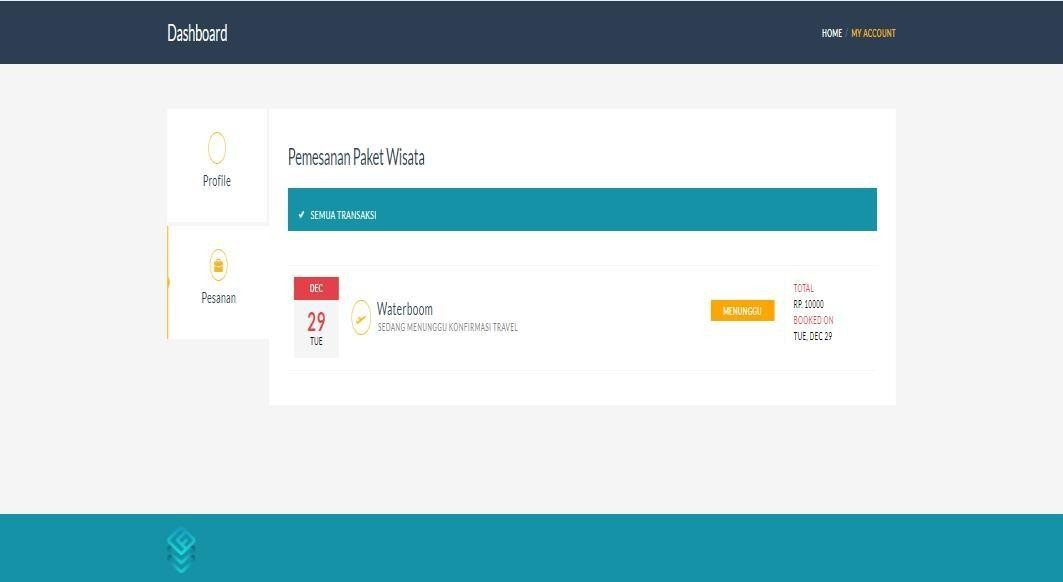 Dashboard
HOME / MY ACCOUNT
Profile
Pesanan
Pemesanan Paket Wisata
✔ SEMUA TRANSAKSI
DEC
29
TUE
Waterboom
SEDANG MENUNGGU KONFIRMASI TRAVEL
MENUNGGU
TOTAL
RP. 10000
BOOKED ON
TUE, DEC 29